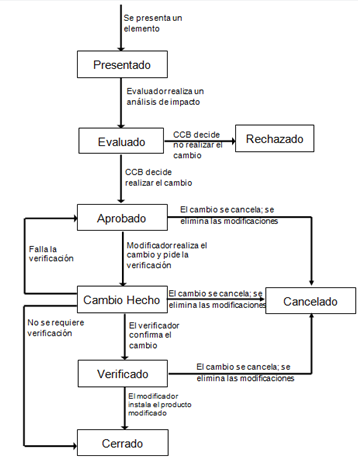 Se presenta un
elemento
Presentado
Evaluador realiza un
análisis de impacto
Evaluado
CCB decide
no realizar el
cambio
Rechazado
CCB decide
realizar el cambio
Aprobado
El cambio se cancela; se
elimina las modificaciones
Falla la
verificación
Modificador realiza el
cambio y pide la
verificación
Cambio Hecho
El cambio se cancela; se
elimina las modificaciones
Cancelado
No se requiere
verificación
El verificador
confirma el
cambio
Verificado
El cambio se cancela; se
elimina las modificaciones
El modificador
instala el producto
modificado
Cerrado